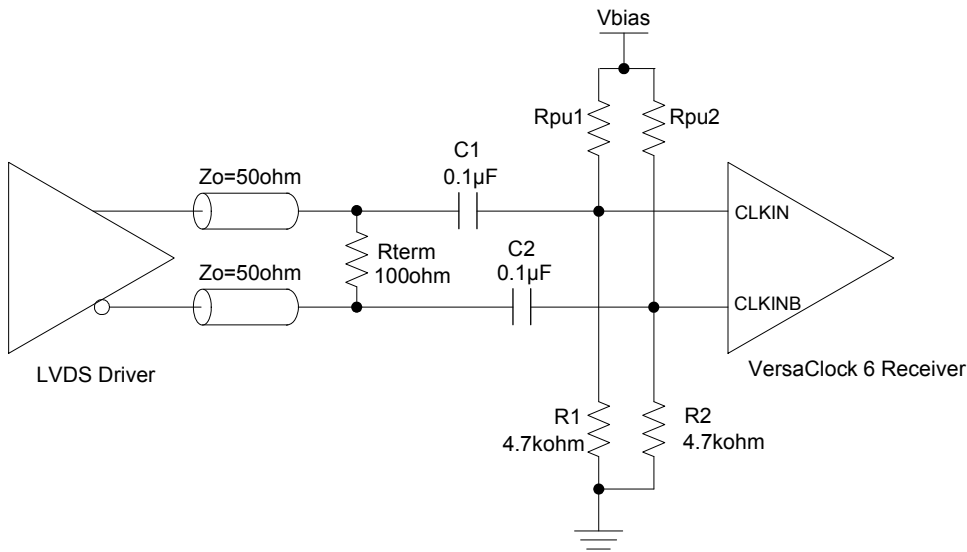 Vbias
Rpu1
Rpu2
C1
0.1µF
Zo=50ohm
CLKIN
Rterm
100ohm
C2
0.1µF
Zo=50ohm
CLKINB
LVDS Driver
VersaClock 6 Receiver
R1
4.7kohm
R2
4.7kohm